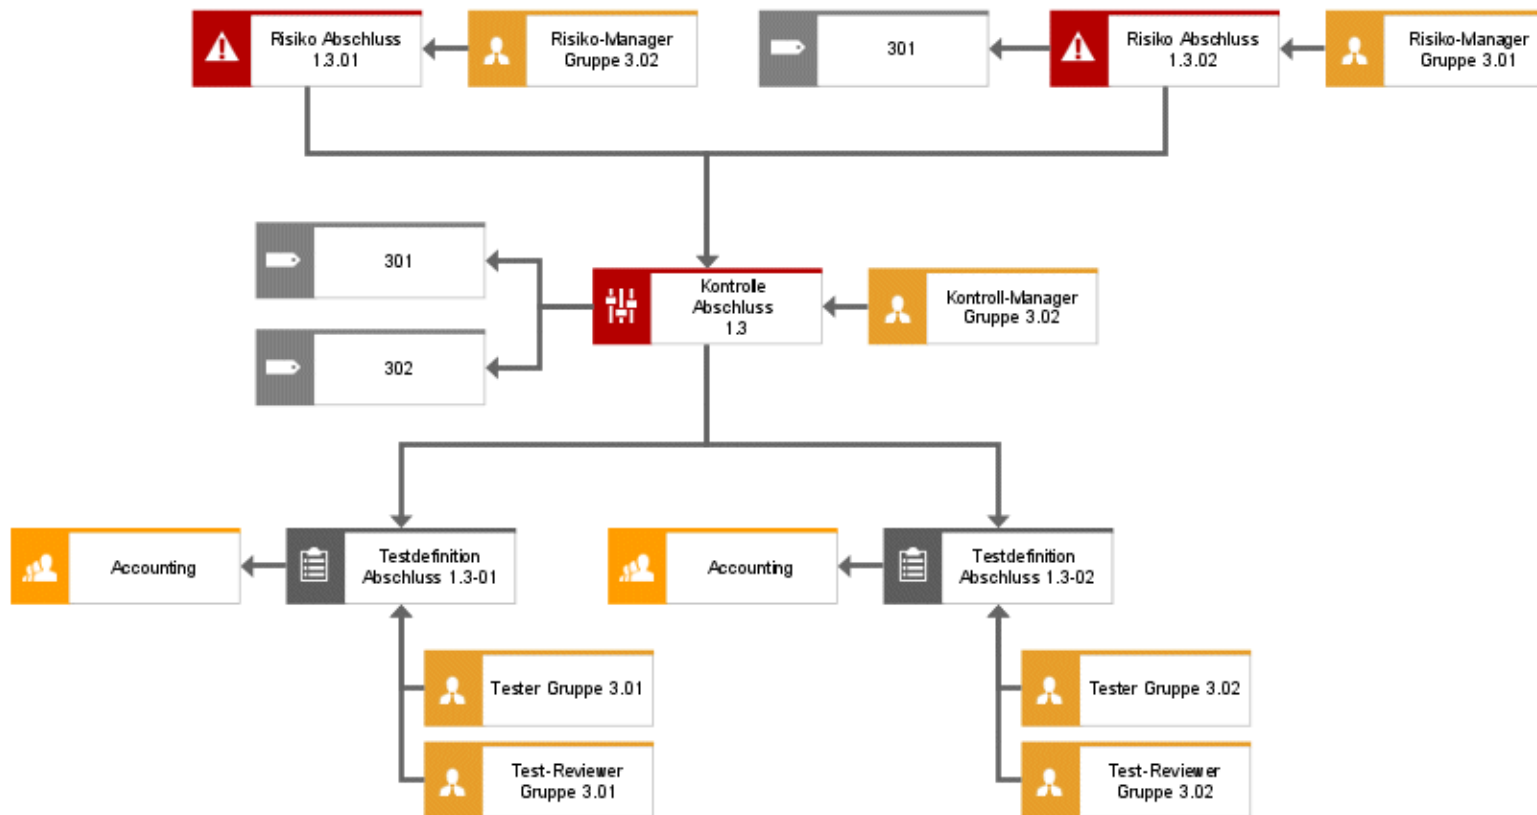 Risiko Abschluss
1.3.01
Risiko-Manager
Gruppe 3.02
301
Risiko Abschluss
1.3.02
Risiko-Manager
Gruppe 3.01
301
302
Kontrolle
Abschluss
1.3
Kontroll-Manager
Gruppe 3.02
Accounting
Testdefinition
Abschluss 1.3-01
Accounting
Testdefinition
Abschluss 1.3-02
Tester Gruppe 3.01
Test-Reviewer
Gruppe 3.01
Tester Gruppe 3.02
Test-Reviewer
Gruppe 3.02